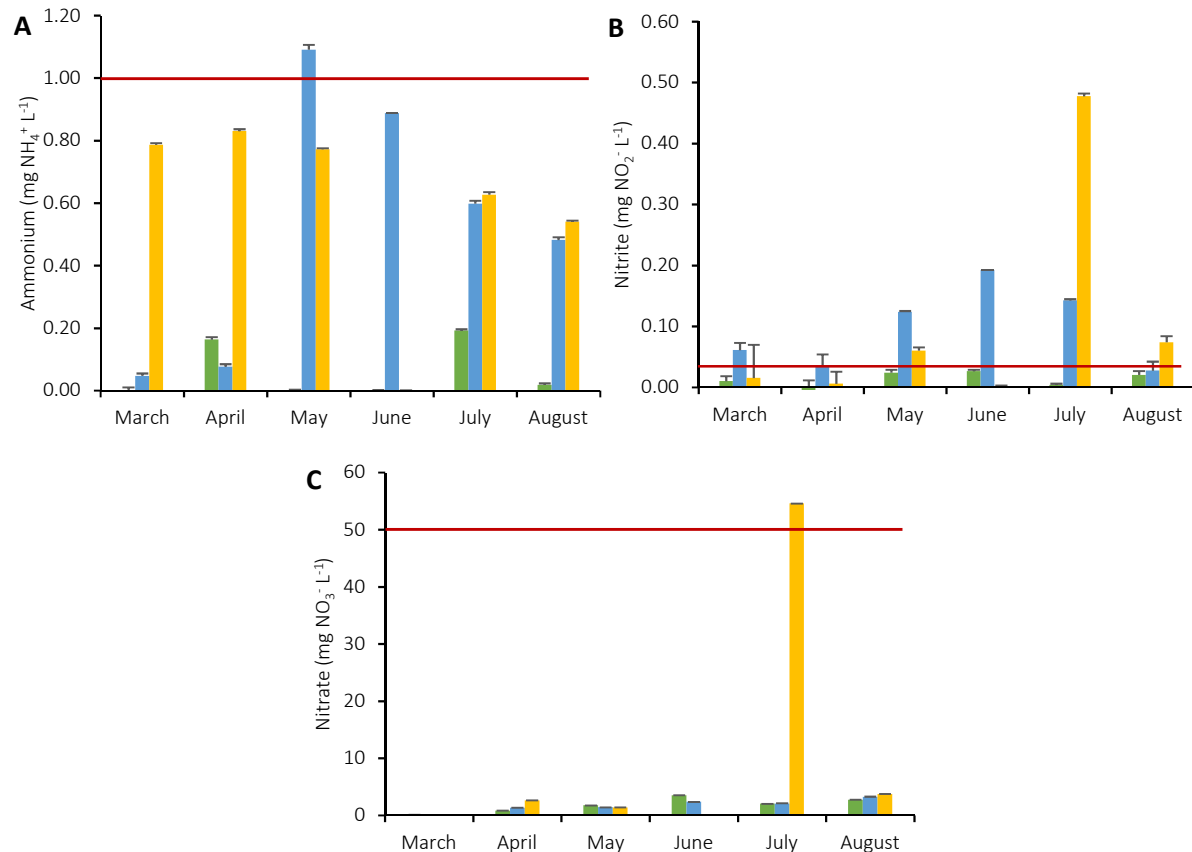 A
Ammonium (mg NH₄⁺ L⁻¹)
1.20
1.00
0.80
0.60
0.40
0.20
0.00
March April May June July August
B
Nitrite (mg NO₂⁻ L⁻¹)
0.60
0.50
0.40
0.30
0.20
0.10
0.00
March April May June July August
C
Nitrate (mg NO₃⁻ L⁻¹)
60
50
40
30
20
10
0
March April May June July August